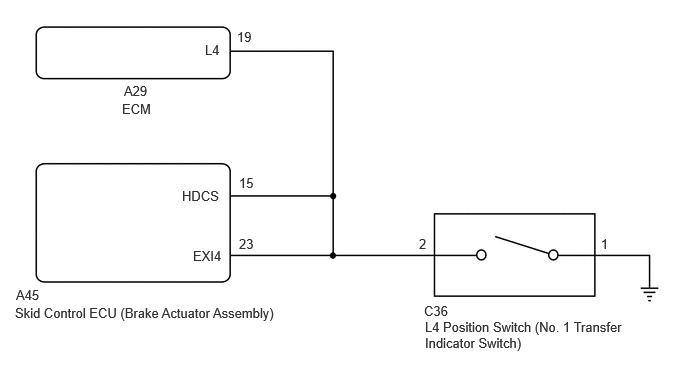 19
L4
A29
ECM
15
HDCS
23
EXI4
2
1
A45
Skid Control ECU (Brake Actuator Assembly)
C36
L4 Position Switch (No. 1 Transfer
Indicator Switch)